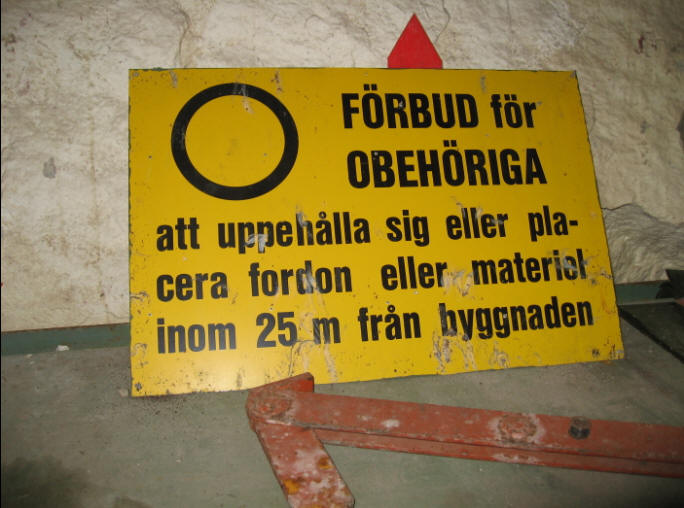 FÖRBUD för
OBEHÖRIGA
att uppehålla sig eller pla-
cera fordon eller materiel
inom 25 m från byggnaden